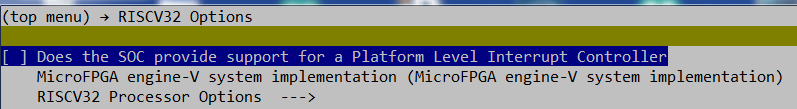 (top menu) → RISCV32 Options
[ ] Does the SOC provide support for a Platform Level Interrupt Controller
MicroFPGA engine-V system implementation (MicroFPGA engine-V system implementation)
RISCV32 Processor Options  --->